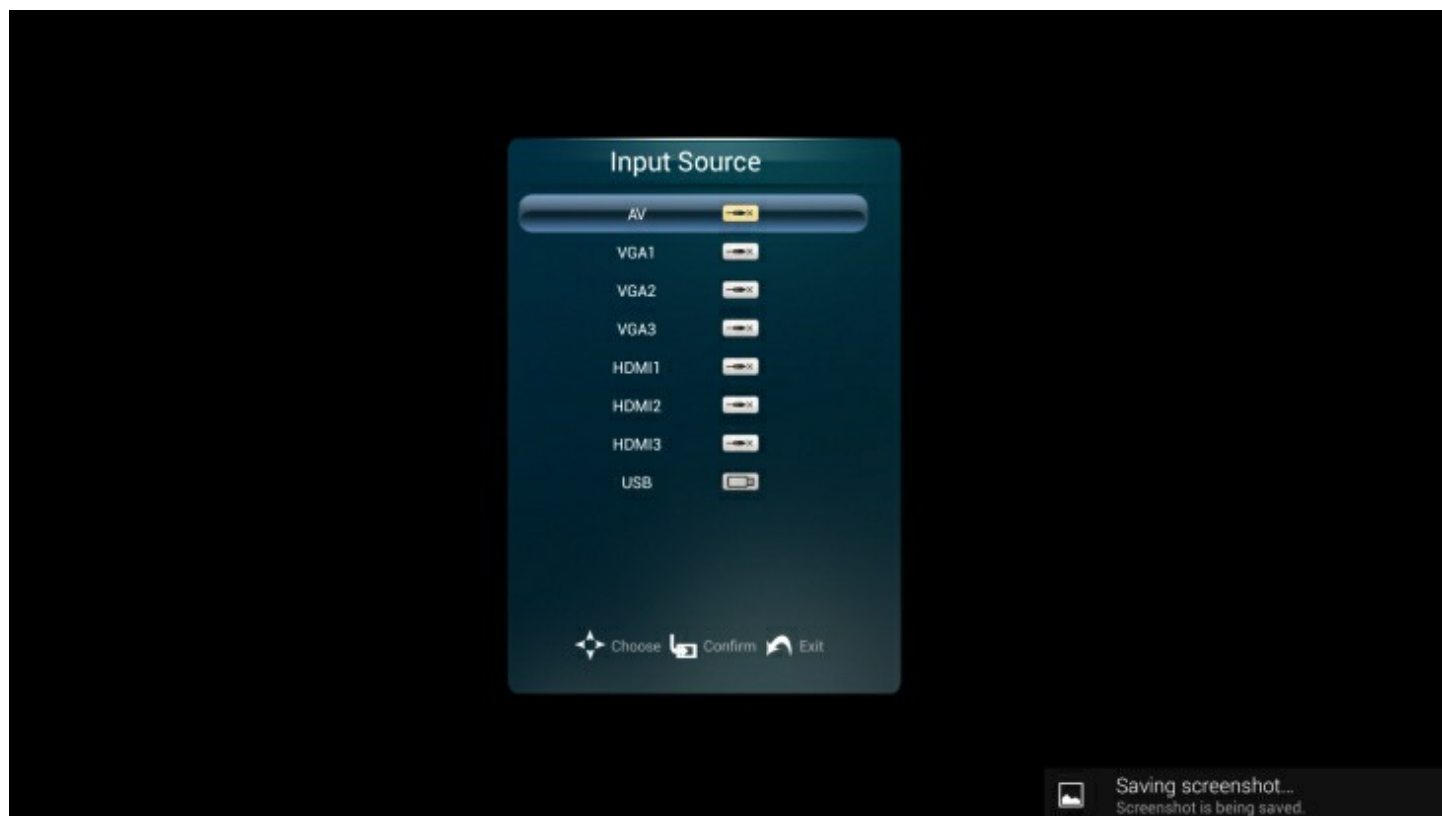 Input Source
AV
VGA1
VGA2
VGA3
HDMI1
HDMI2
HDMI3
USB
Choose Confirm Exit
Saving screenshot...
Screenshot is being saved.